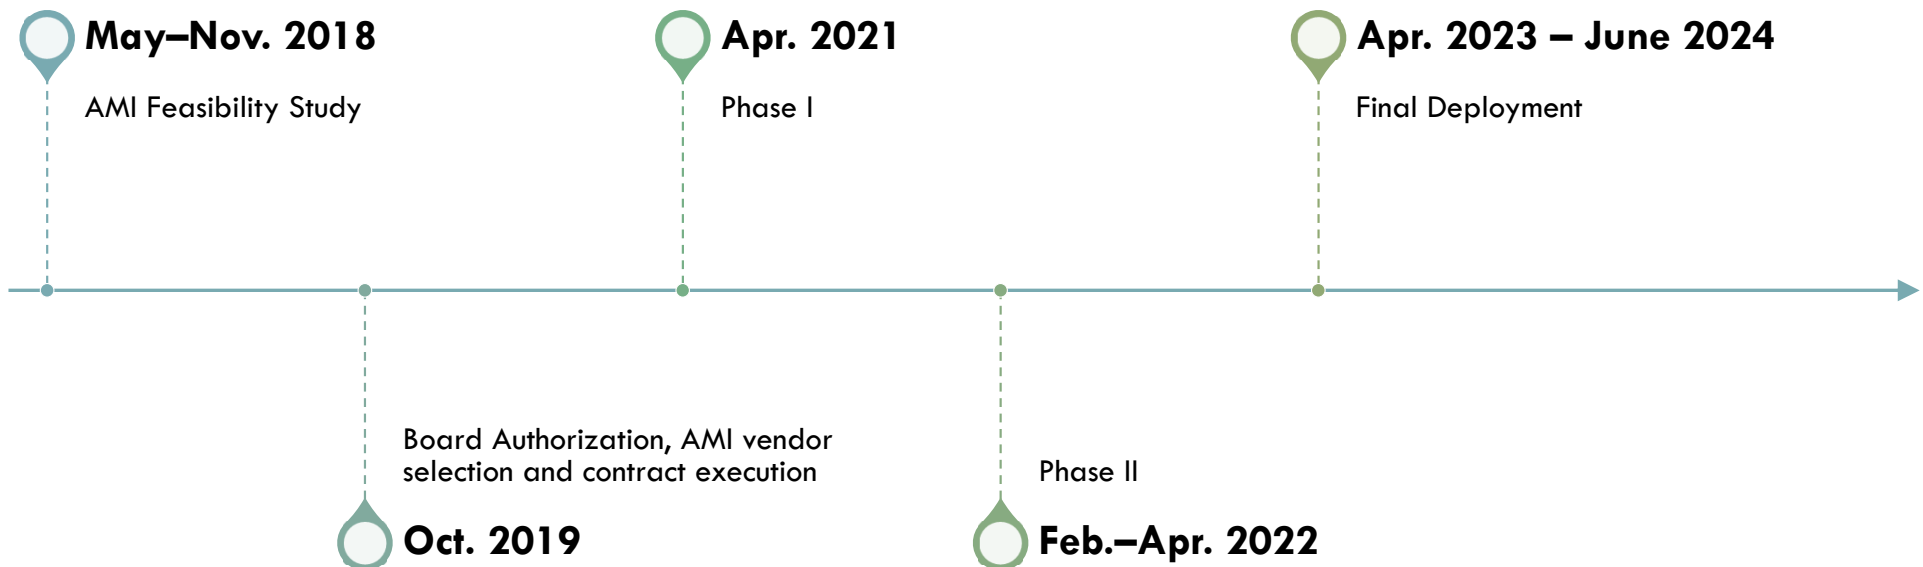 May–Nov. 2018
AMI Feasibility Study
Board Authorization, AMI vendor
selection and contract execution
Oct. 2019
Apr. 2021
Phase I
Phase II
Feb.–Apr. 2022
Apr. 2023 – June 2024
Final Deployment